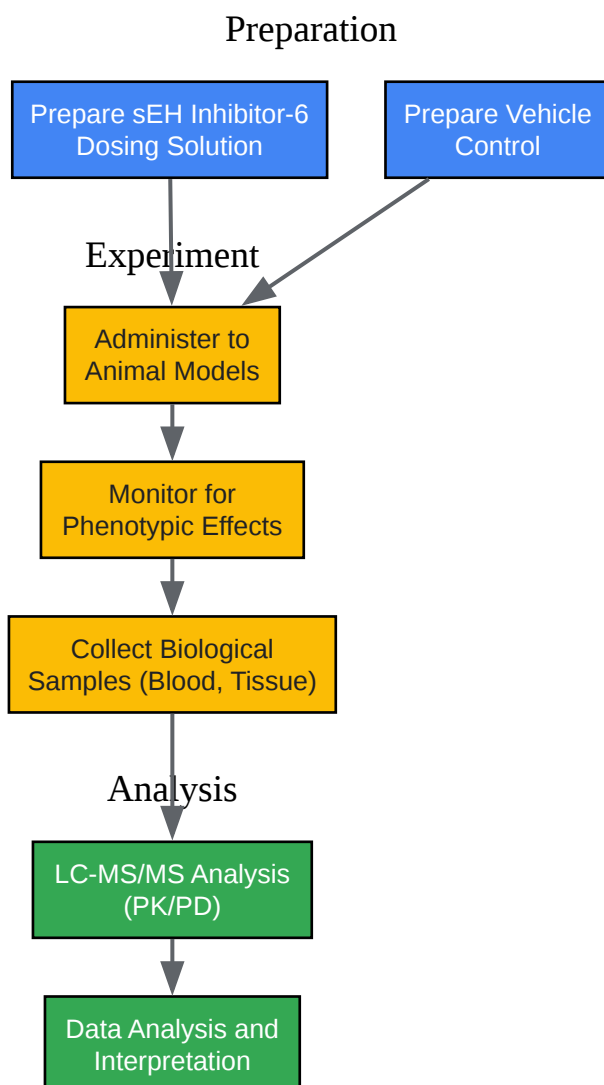 Preparation
Prepare sEH Inhibitor-6
Dosing Solution
Prepare Vehicle
Control
Experiment
Administer to
Animal Models
Monitor for
Phenotypic Effects
Collect Biological
Samples (Blood, Tissue)
Analysis
LC-MS/MS Analysis
(PK/PD)
Data Analysis and
Interpretation